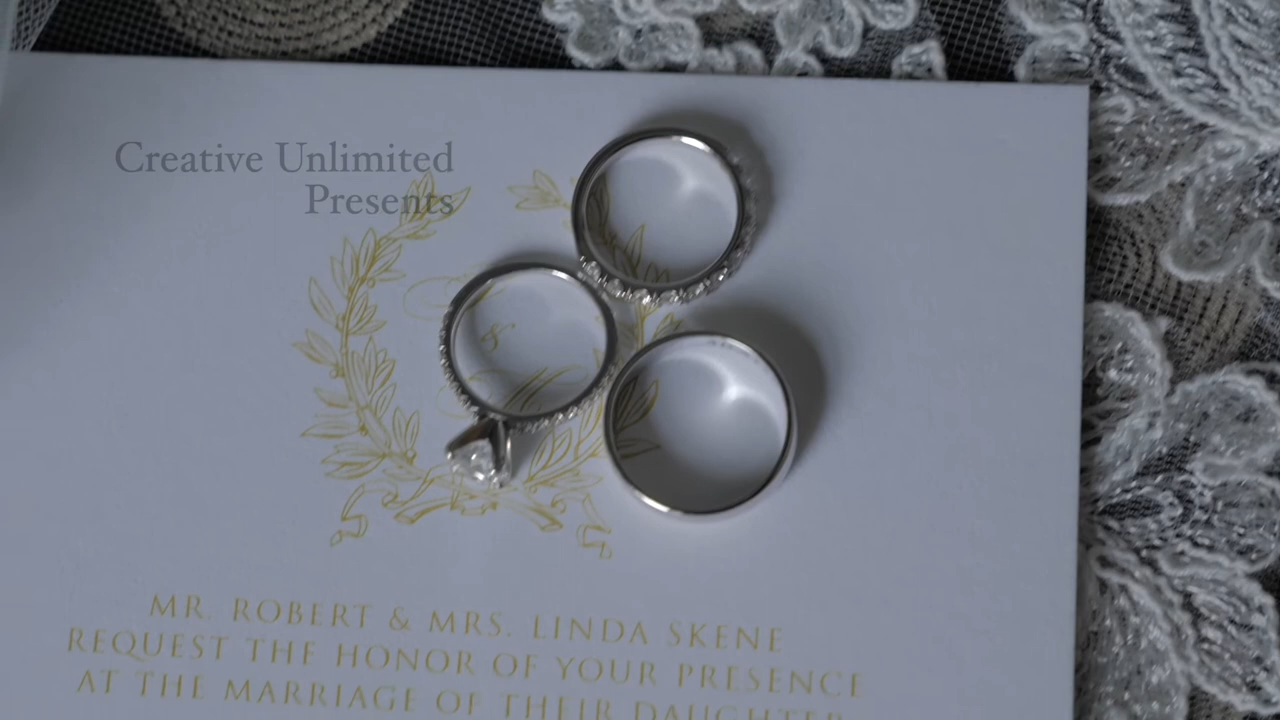 Creative Unlimited
Presents
&
MR. ROBERT & MRS. LINDA SKENE
REQUEST THE HONOR OF YOUR PRESENCE
AT THE MARRIAGE OF THEIR DAUGHTER